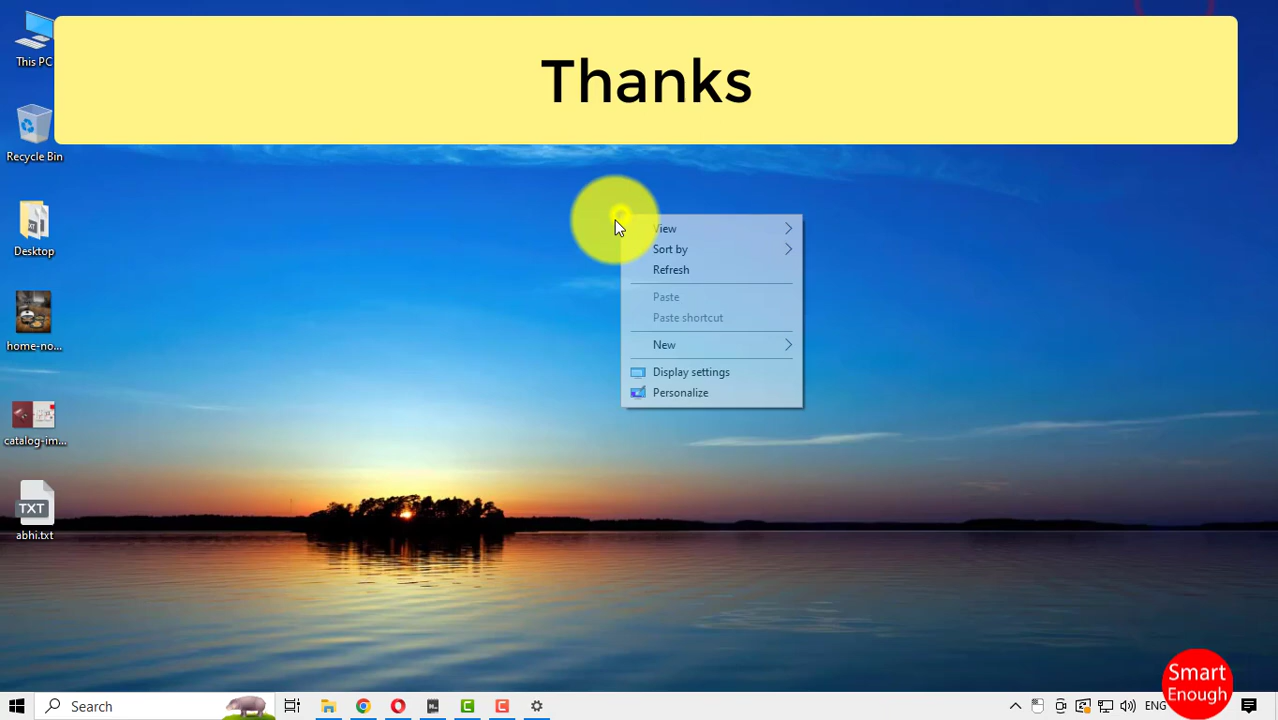 Thanks
This PC
Recycle Bin
Desktop
home-no...
catalog-im...
TXT
abhi.txt
View
Sort by
Refresh
Paste
Paste shortcut
New
Display settings
Personalize
Smart
Enough
Search
ENG